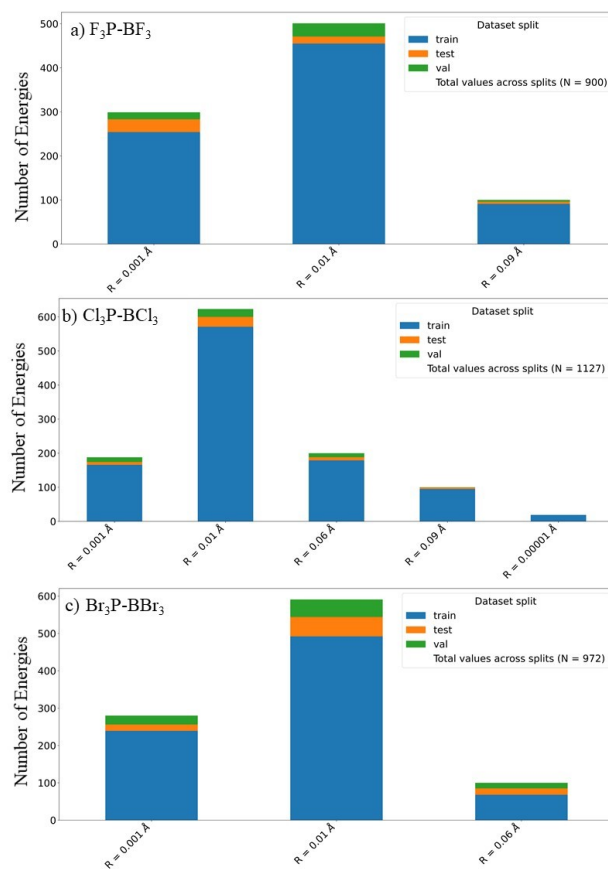 a) F₃P-BF₃
Dataset split
train
test
val
Total values across splits (N = 900)
Number of Energies
500
400
300
200
100
0
R = 0.001 Å
R = 0.01 Å
R = 0.09 Å
b) Cl₃P-BCl₃
Dataset split
train
test
val
Total values across splits (N = 1127)
Number of Energies
600
500
400
300
200
100
0
R = 0.001 Å
R = 0.01 Å
R = 0.06 Å
R = 0.09 Å
R = 0.00001 Å
c) Br₃P-BBr₃
Dataset split
train
test
val
Total values across splits (N = 972)
Number of Energies
600
500
400
300
200
100
0
R = 0.001 Å
R = 0.01 Å
R = 0.06 Å